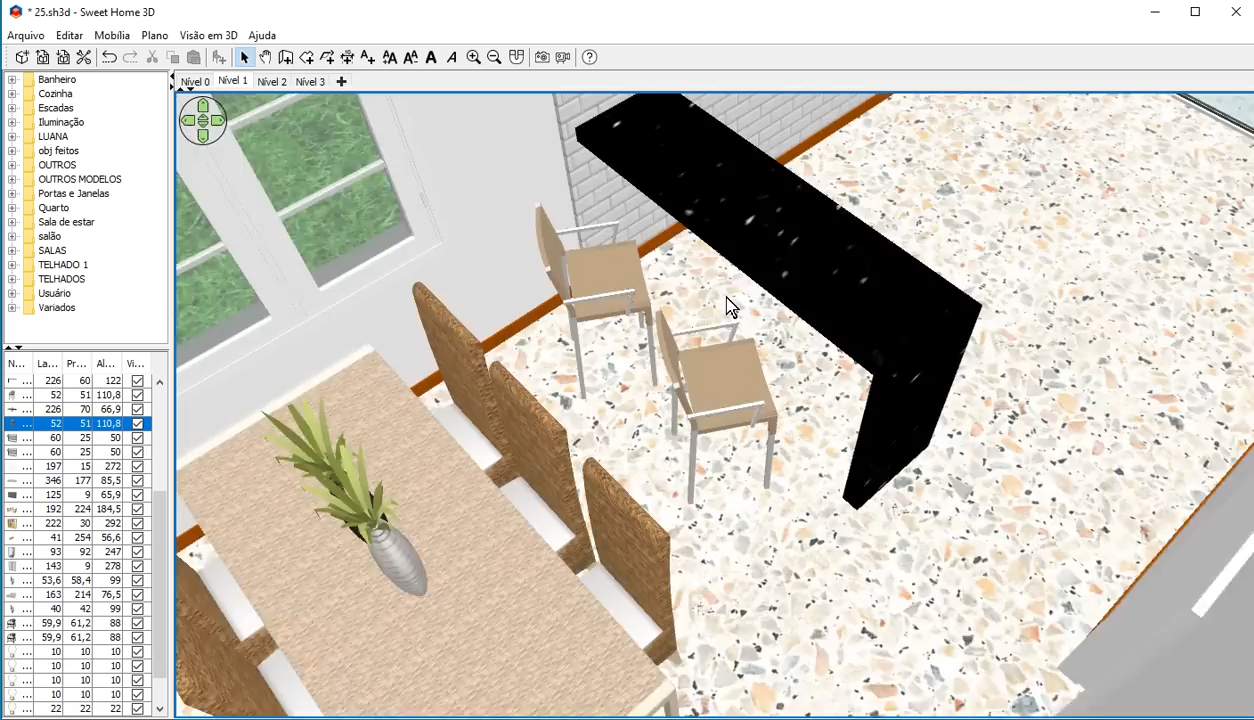 * 25.sh3d - Sweet Home 3D
Arquivo Editar Mobília Plano Visão em 3D Ajuda
Nível 0 Nível 1 Nível 2 Nível 3
Banheiro
Cozinha
Escadas
Iluminação
LUANA
obj feitos
OUTROS
OUTROS MODELOS
Portas e Janelas
Quarto
Sala de estar
salão
SALAS
TELHADO 1
TELHADOS
Usuário
Variados
N... La... Pr... Al... Vi...
... 226 60 122
... 52 51 110,8
... 226 70 66,9
... 52 51 110,8
... 60 25 50
... 60 25 50
... 197 15 272
... 346 177 85,5
... 125 9 65,9
... 192 224 184,5
... 222 30 292
... 41 254 56,6
... 93 92 247
... 143 9 278
... 53,6 58,4 99
... 163 214 76,5
... 40 42 99
... 59,9 61,2 88
... 59,9 61,2 88
... 10 10 10
... 10 10 10
... 10 10 10
... 10 10 10
... 22 22 22